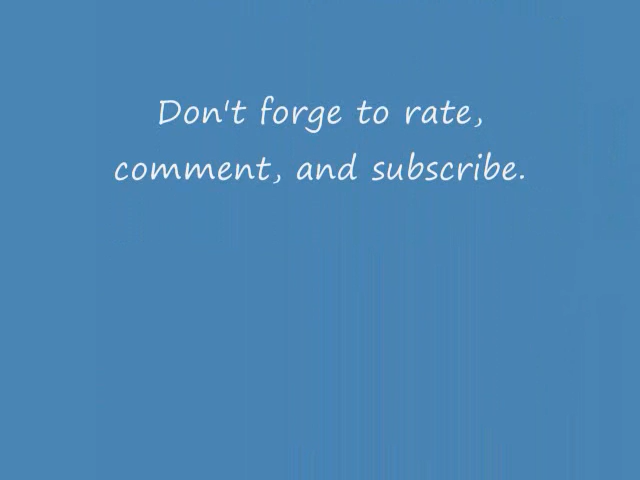 Don't forge to rate,
comment, and subscribe.